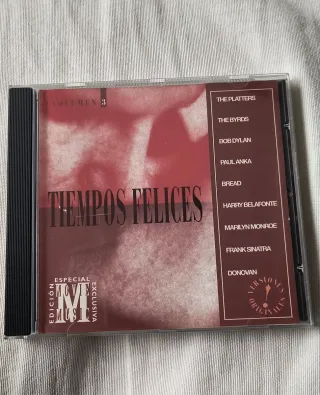 VOLUMEN 3
THE PLATTERS
THE BYRDS
BOB DYLAN
PAUL ANKA
BREAD
HARRY BELAFONTE
MARILYN MONROE
FRANK SINATRA
DONOVAN
TIEMPOS FELICES
EDICIÓN ESPECIAL EXCLUSIVA
M
VERSIONES ORIGINALES